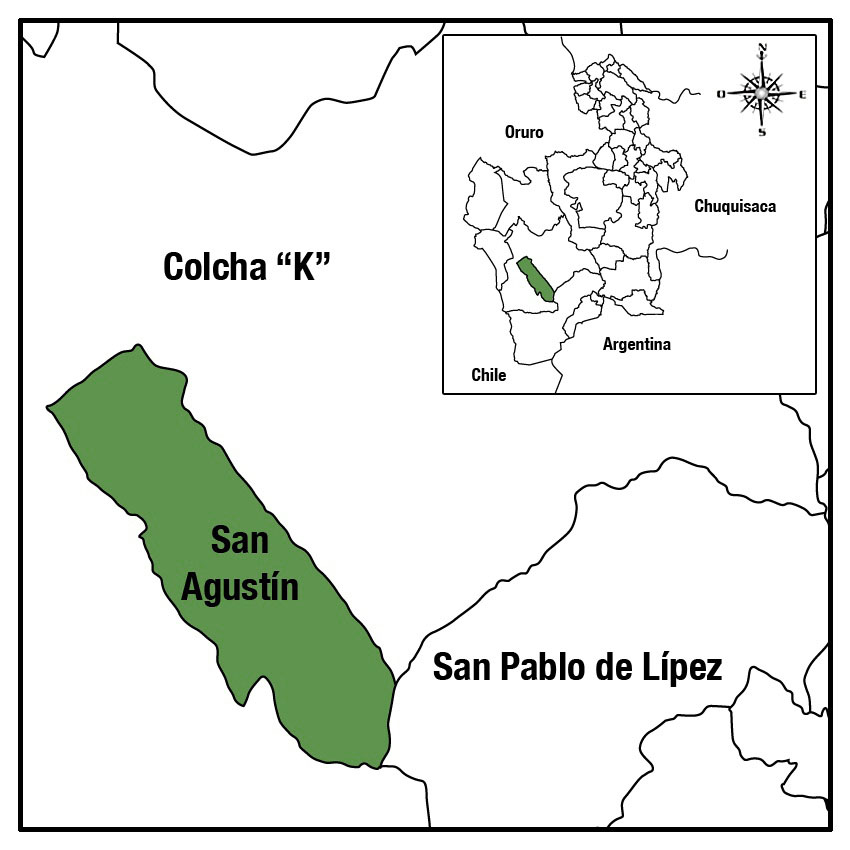 N
O
E
S
Oruro
Chuquisaca
Argentina
Chile
Colcha “K”
San
Agustín
San Pablo de Lípez